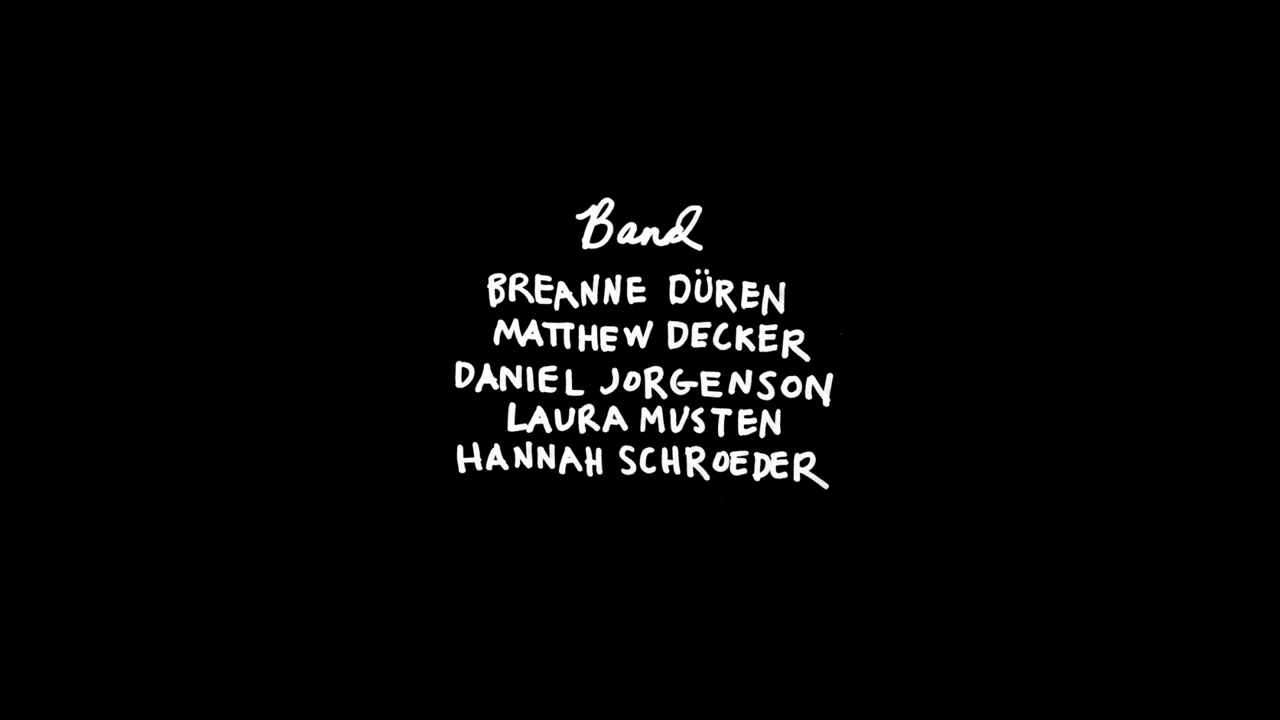 Band
BREANNE DÜREN
MATTHEW DECKER
DANIEL JORGENSON
LAURA MUSTEN
HANNAH SCHROEDER